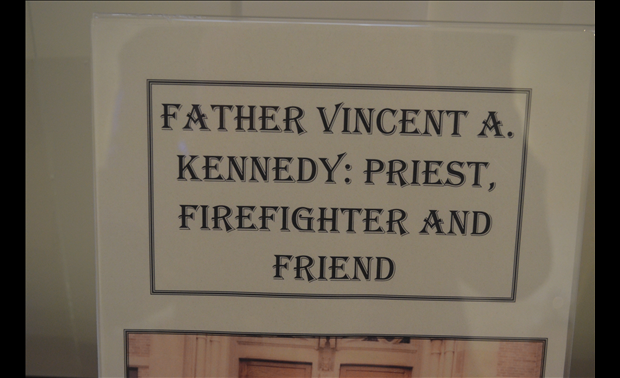 FATHER VINCENT A.
KENNEDY: PRIEST,
FIREFIGHTER AND
FRIEND